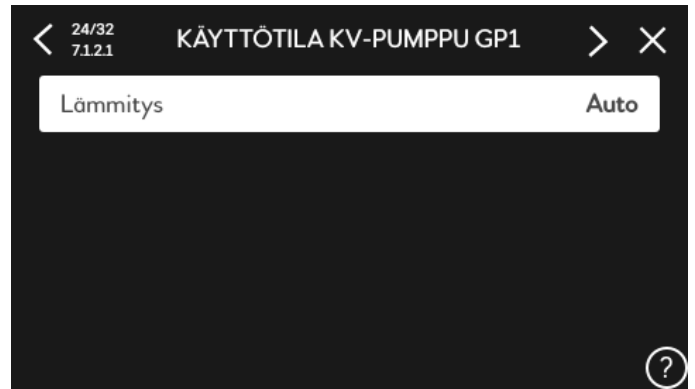 24/32
7.1.2.1
KÄYTTÖTILA KV-PUMPPU GP1
Lämmitys Auto
?